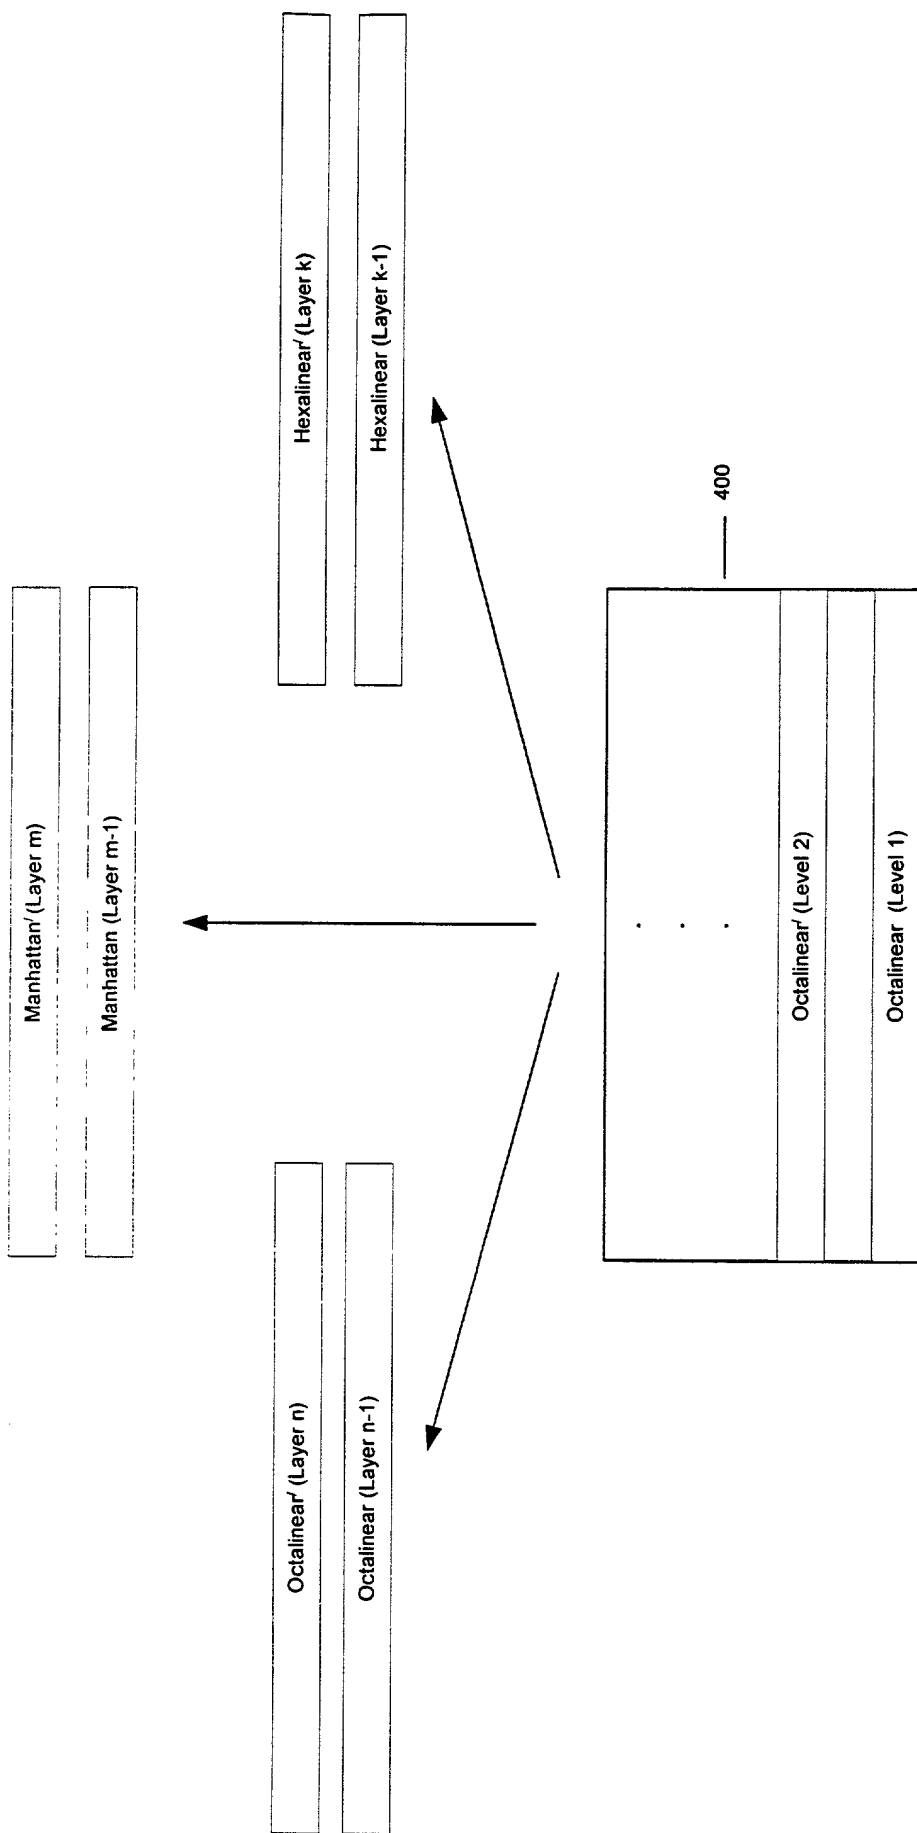 Manhattan' (Layer m)
Manhattan (Layer m-1)
Octalinear' (Layer n)
Octalinear (Layer n-1)
Hexalinear' (Layer k)
Hexalinear (Layer k-1)
400
Octalinear' (Level 2)
Octalinear (Level 1)